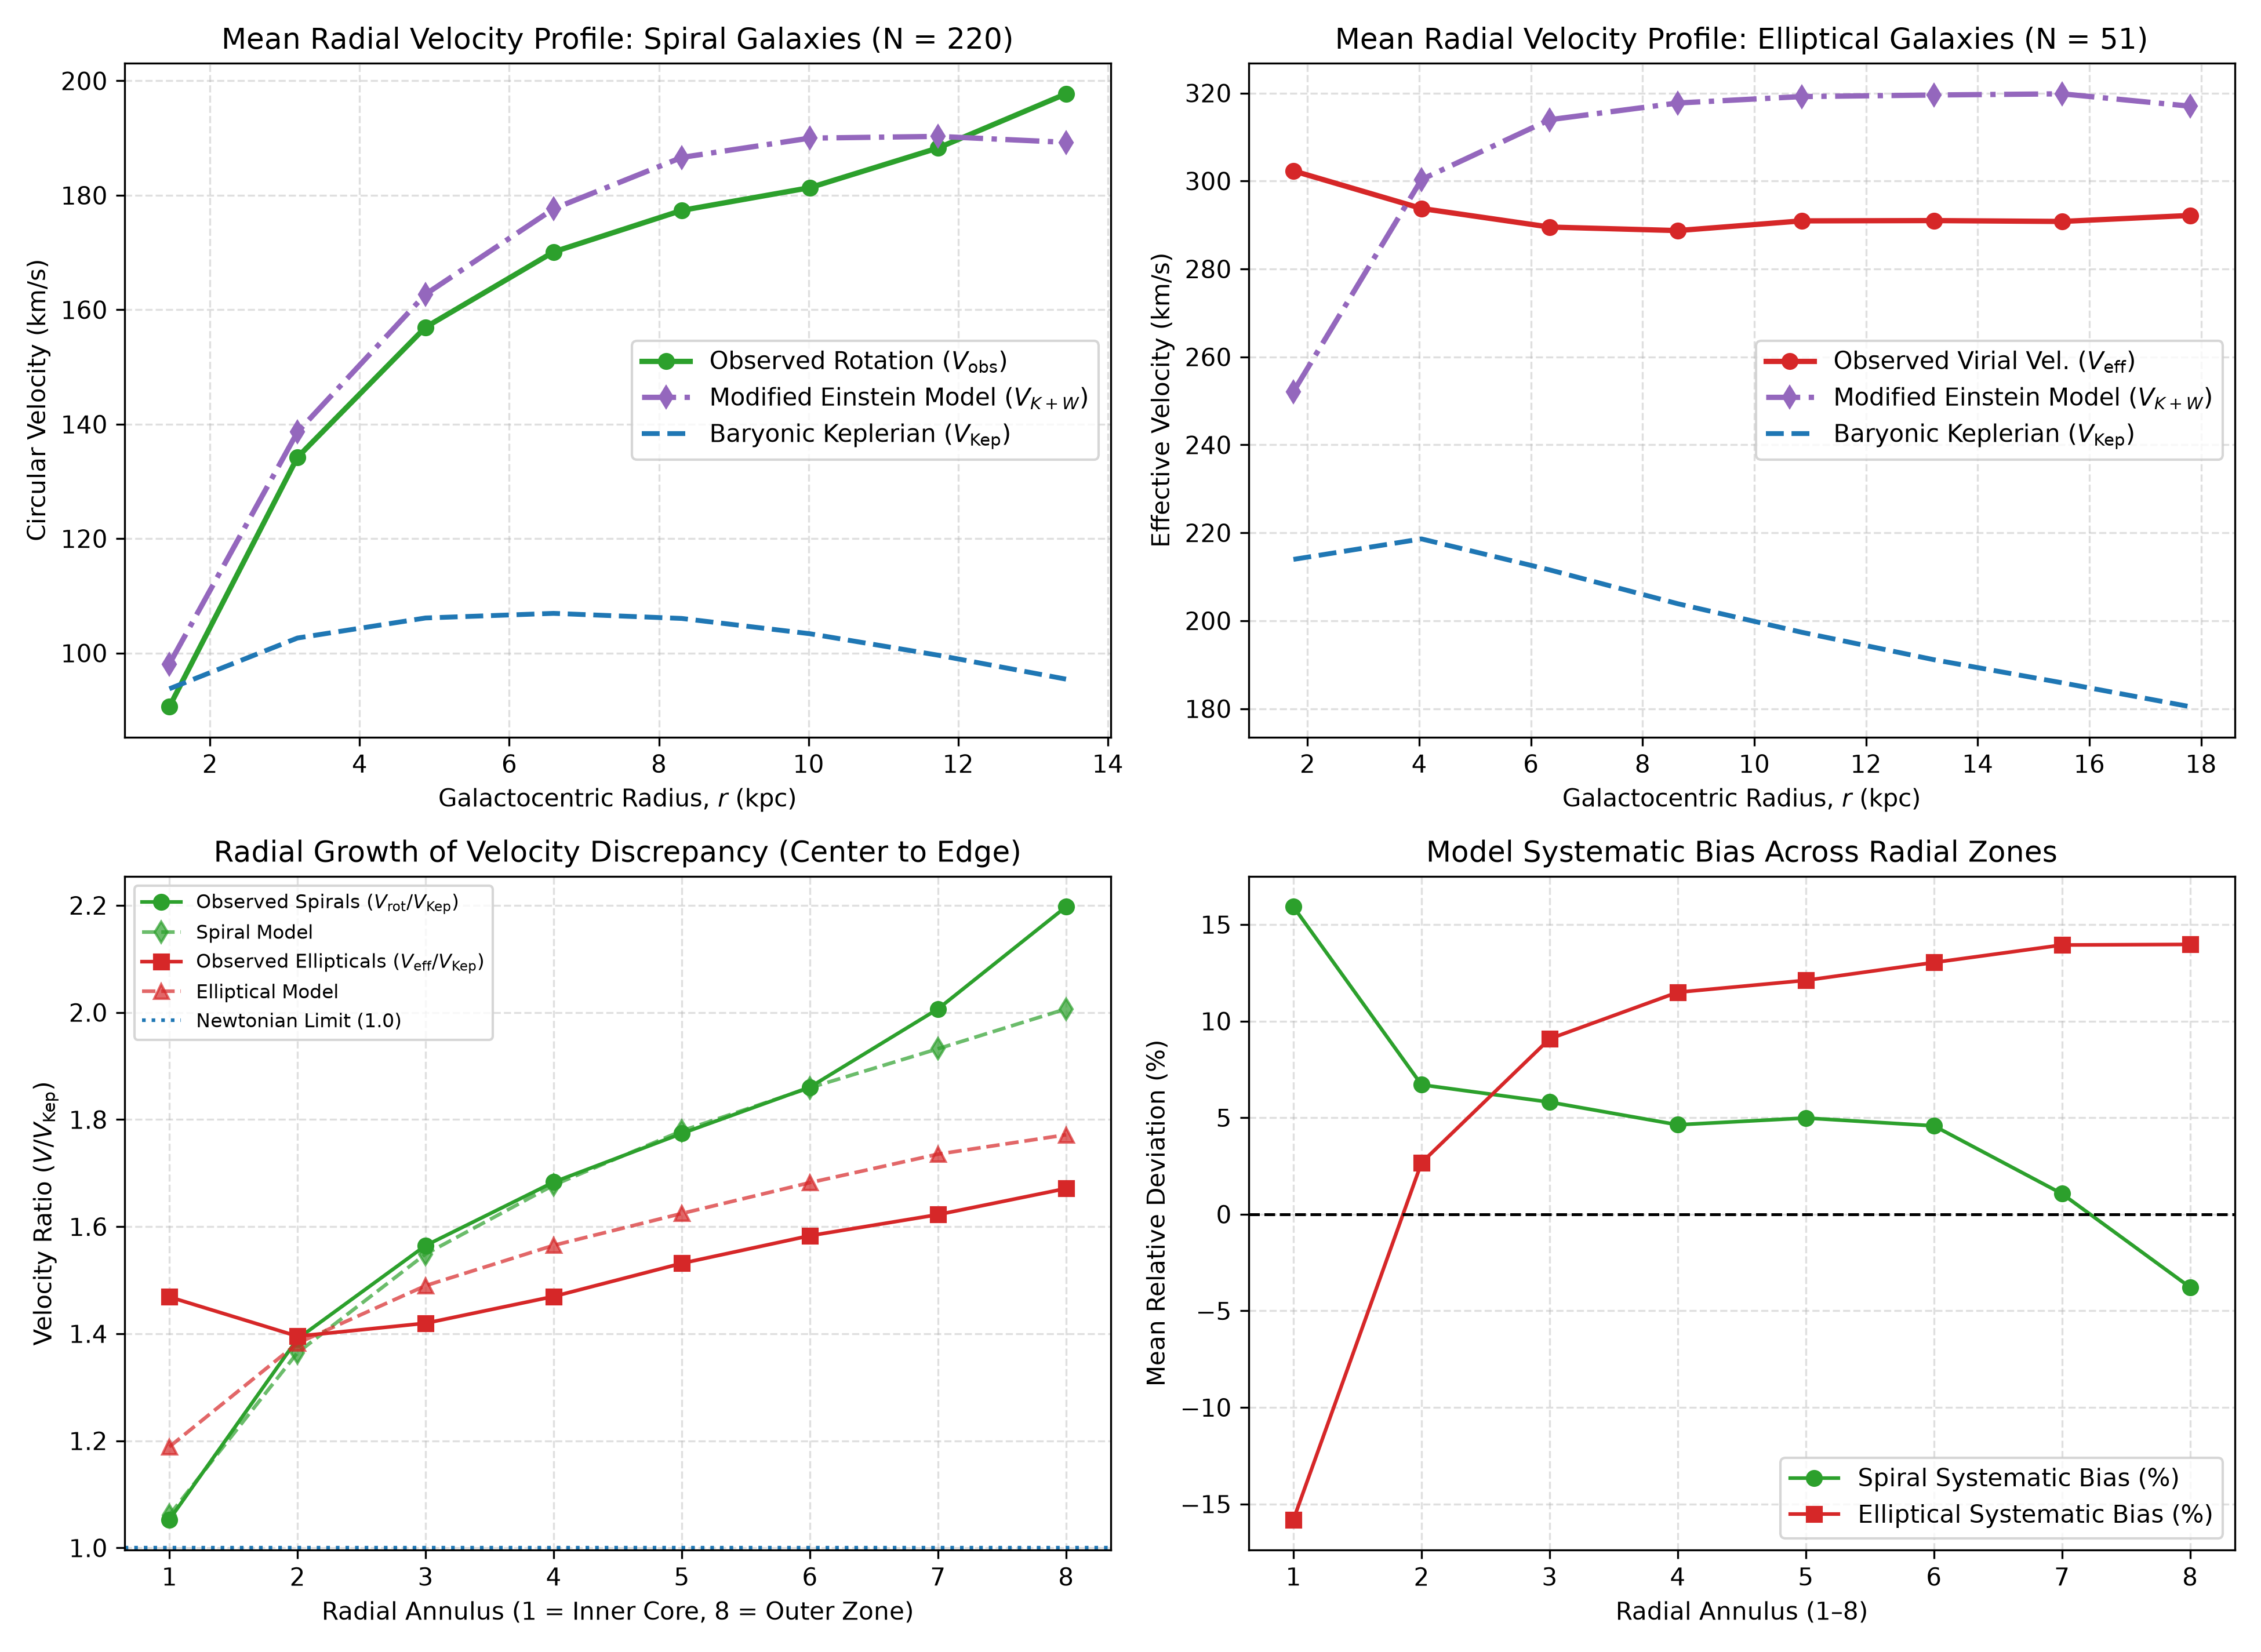 Mean Radial Velocity Profile: Spiral Galaxies (N = 220)
200
180
160
140
120
100
Circular Velocity (km/s)
Observed Rotation (V_obs)
Modified Einstein Model (V_K+W)
Baryonic Keplerian (V_Kep)
2 4 6 8 10 12 14
Galactocentric Radius, r (kpc)
Mean Radial Velocity Profile: Elliptical Galaxies (N = 51)
320
300
280
260
240
220
200
180
Effective Velocity (km/s)
Observed Virial Vel. (V_eff)
Modified Einstein Model (V_K+W)
Baryonic Keplerian (V_Kep)
2 4 6 8 10 12 14 16 18
Galactocentric Radius, r (kpc)
Radial Growth of Velocity Discrepancy (Center to Edge)
2.2
2.0
1.8
1.6
1.4
1.2
1.0
Velocity Ratio (V/V_Kep)
Observed Spirals (V_rot/V_Kep)
Spiral Model
Observed Ellipticals (V_eff/V_Kep)
Elliptical Model
Newtonian Limit (1.0)
1 2 3 4 5 6 7 8
Radial Annulus (1 = Inner Core, 8 = Outer Zone)
Model Systematic Bias Across Radial Zones
15
10
5
0
−5
−10
−15
Mean Relative Deviation (%)
Spiral Systematic Bias (%)
Elliptical Systematic Bias (%)
1 2 3 4 5 6 7 8
Radial Annulus (1–8)